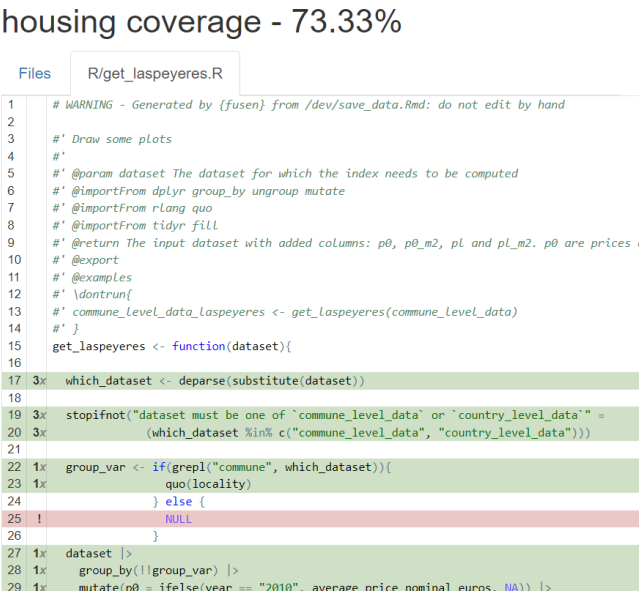 housing coverage - 73.33%
Files R/get_laspeyeres.R
1 # WARNING - Generated by {fusen} from /dev/save_data.Rmd: do not edit by hand
2
3 #' Draw some plots
4 #'
5 #' @param dataset The dataset for which the index needs to be computed
6 #' @importFrom dplyr group_by ungroup mutate
7 #' @importFrom rlang quo
8 #' @importFrom tidyr fill
9 #' @return The input dataset with added columns: p0, p0_m2, pl and pl_m2. p0 are prices
10 #' @export
11 #' @examples
12 #' \dontrun{
13 #' commune_level_data_laspeyeres <- get_laspeyeres(commune_level_data)
14 #' }
15 get_laspeyeres <- function(dataset){
16
17 3x which_dataset <- deparse(substitute(dataset))
18
19 3x stopifnot("dataset must be one of `commune_level_data` or `country_level_data`" =
20 3x (which_dataset %in% c("commune_level_data", "country_level_data")))
21
22 1x group_var <- if(grepl("commune", which_dataset)){
23 1x quo(locality)
24 } else {
25 ! NULL
26 }
27 1x dataset |>
28 1x group_by(!!group_var) |>
29 1x mutate(p0 = ifelse(year == "2010", average_price_nominal_euros, NA)) |>